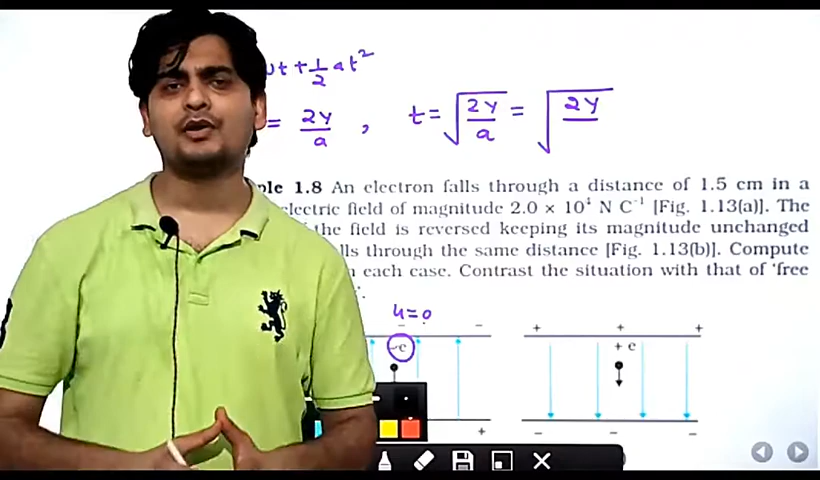 ut + 1/2 at²
= 2Y/a , t = √(2Y/a) = √(2Y/
ple 1.8 An electron falls through a distance of 1.5 cm in a
electric field of magnitude 2.0 × 10⁴ N C⁻¹ [Fig. 1.13(a)]. The
the field is reversed keeping its magnitude unchanged
lls through the same distance [Fig. 1.13(b)]. Compute
n each case. Contrast the situation with that of ‘free
u=0
– –
+ + +
–e
+ e
+
– – –